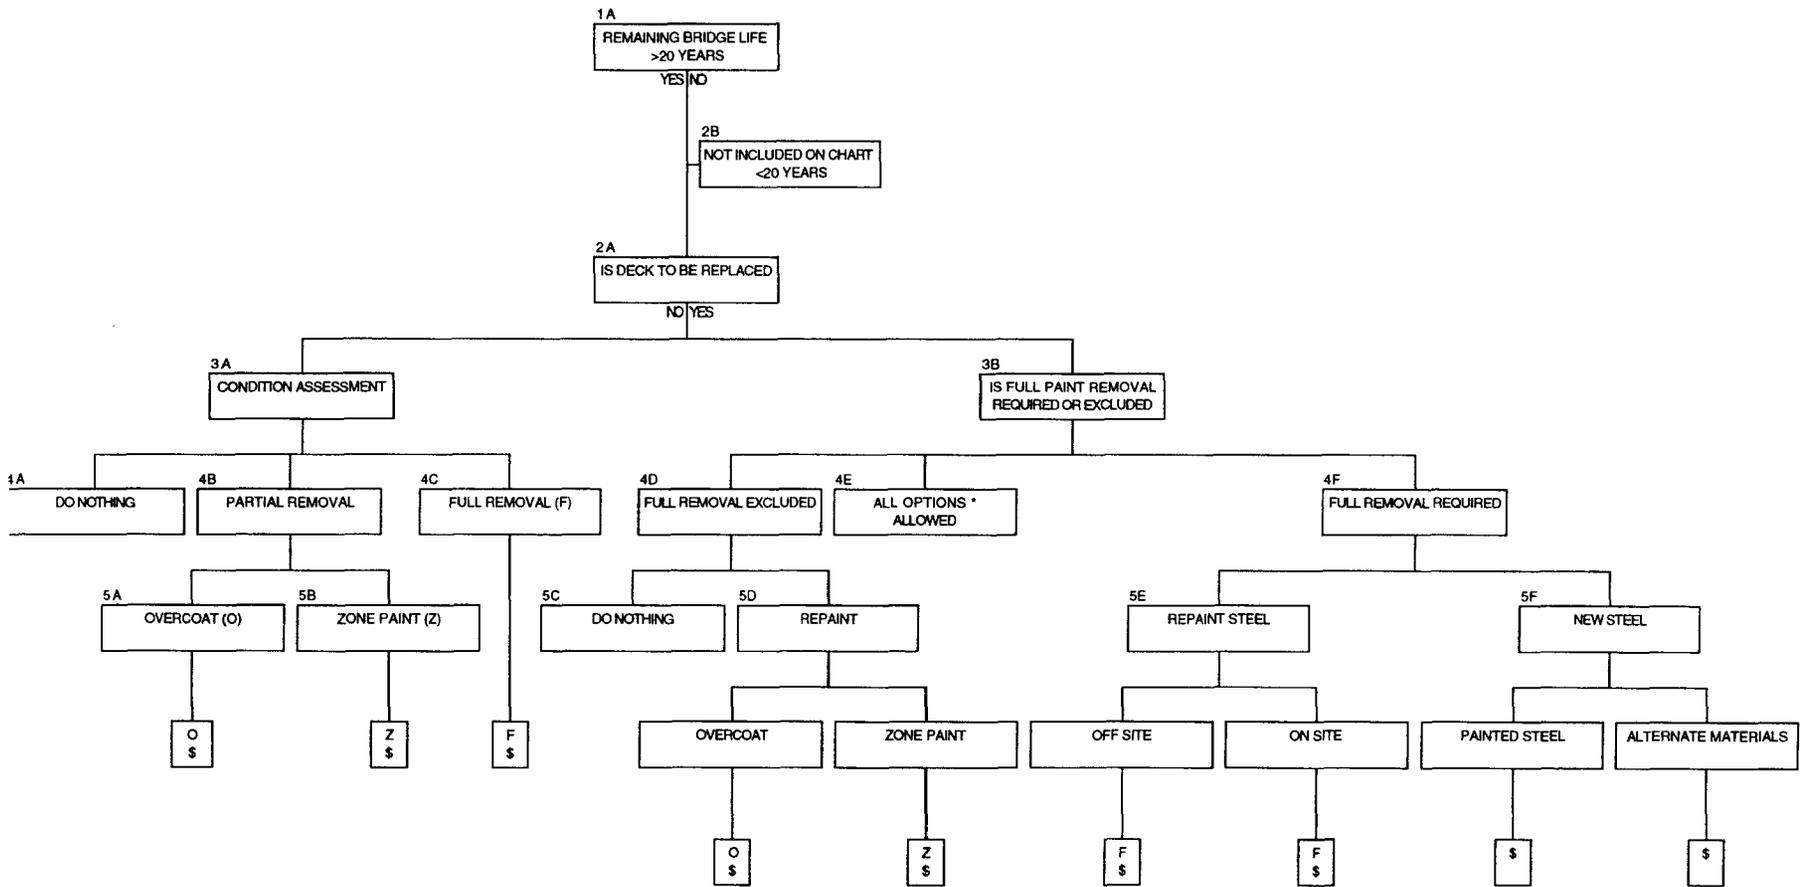 1A
REMAINING BRIDGE LIFE
>20 YEARS
YES NO
2B
NOT INCLUDED ON CHART
<20 YEARS
2A
IS DECK TO BE REPLACED
NO YES
3A
CONDITION ASSESSMENT
3B
IS FULL PAINT REMOVAL
REQUIRED OR EXCLUDED
4A
DO NOTHING
4B
PARTIAL REMOVAL
4C
FULL REMOVAL (F)
4D
FULL REMOVAL EXCLUDED
4E
ALL OPTIONS *
ALLOWED
4F
FULL REMOVAL REQUIRED
5A
OVERCOAT (O)
5B
ZONE PAINT (Z)
5C
DO NOTHING
5D
REPAINT
5E
REPAINT STEEL
5F
NEW STEEL
O
$
Z
$
F
$
OVERCOAT
ZONE PAINT
OFF SITE
ON SITE
PAINTED STEEL
ALTERNATE MATERIALS
O
$
Z
$
F
$
F
$
$
$